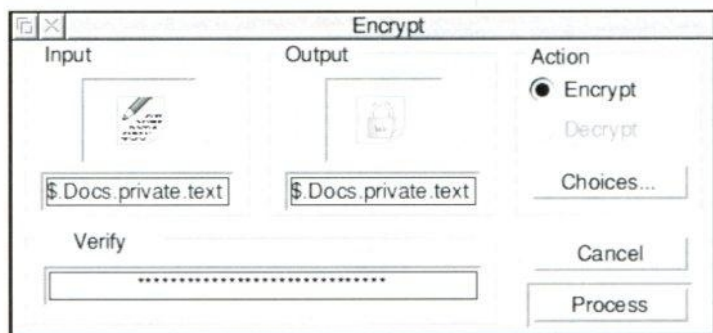 Encrypt
Input
Output
Action
Encrypt
Decrypt
$.Docs.private.text
$.Docs.private.text
Choices...
Verify
Cancel
******************************
Process